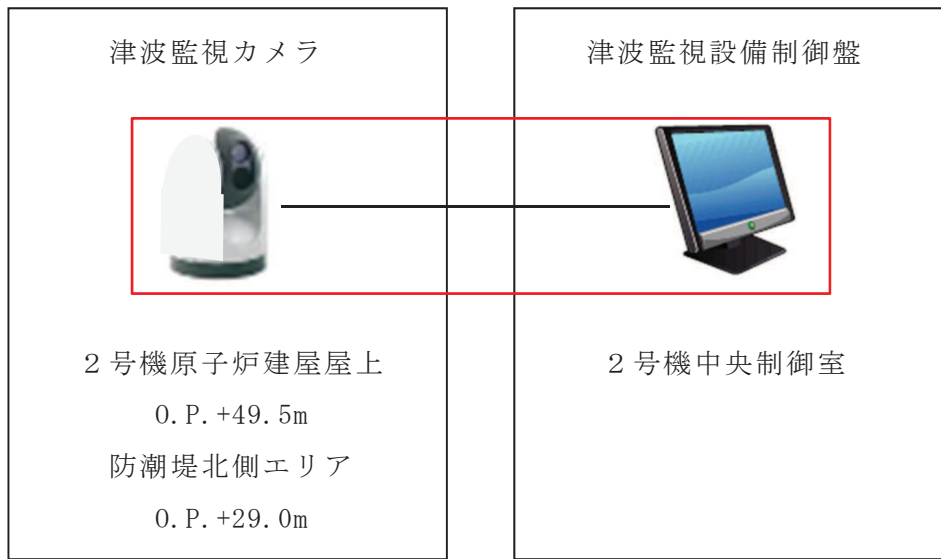 津波監視カメラ
津波監視設備制御盤
２号機原子炉建屋屋上
O.P.+49.5m
防潮堤北側エリア
O.P.+29.0m
２号機中央制御室